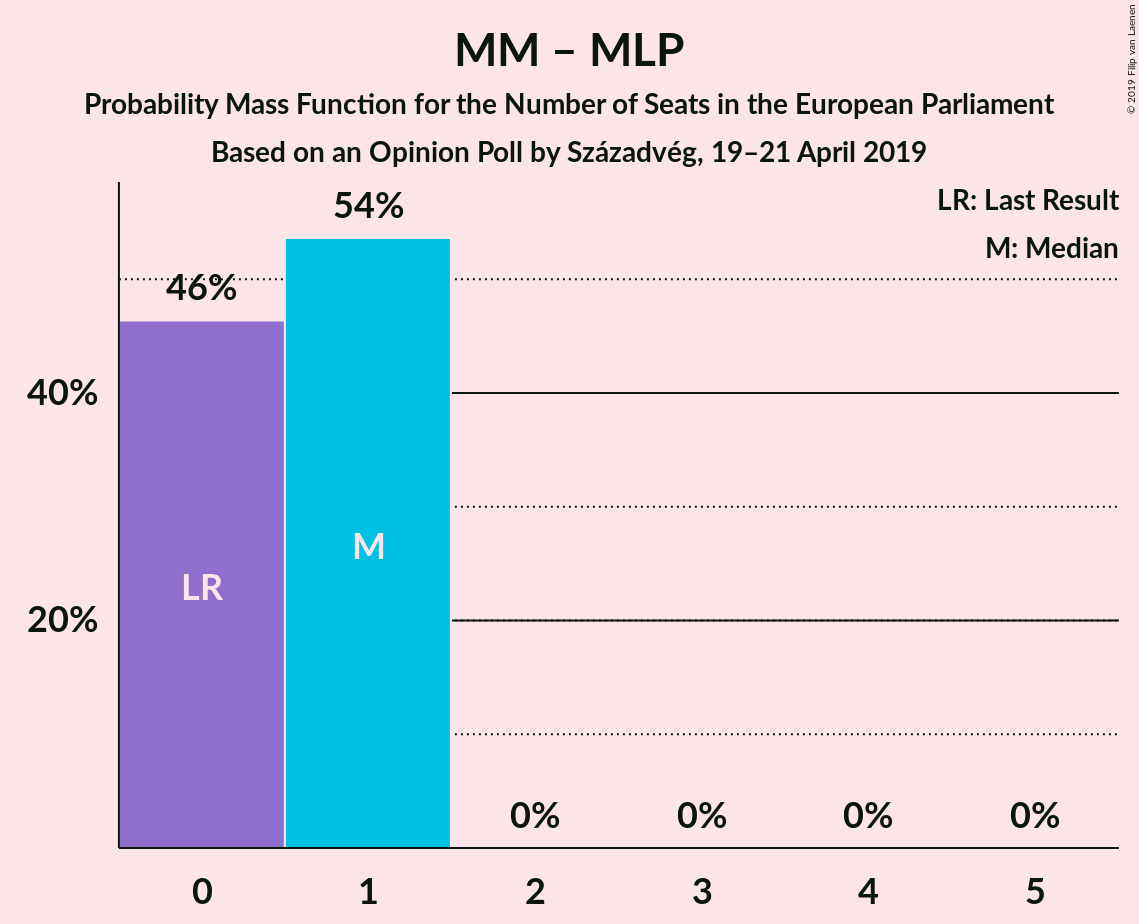 MM – MLP
Probability Mass Function for the Number of Seats in the European Parliament
Based on an Opinion Poll by Századvég, 19–21 April 2019
© 2019 Filip van Laenen
LR: Last Result
M: Median
54%
46%
40%
20%
LR
M
0%
0%
0%
0%
0
1
2
3
4
5